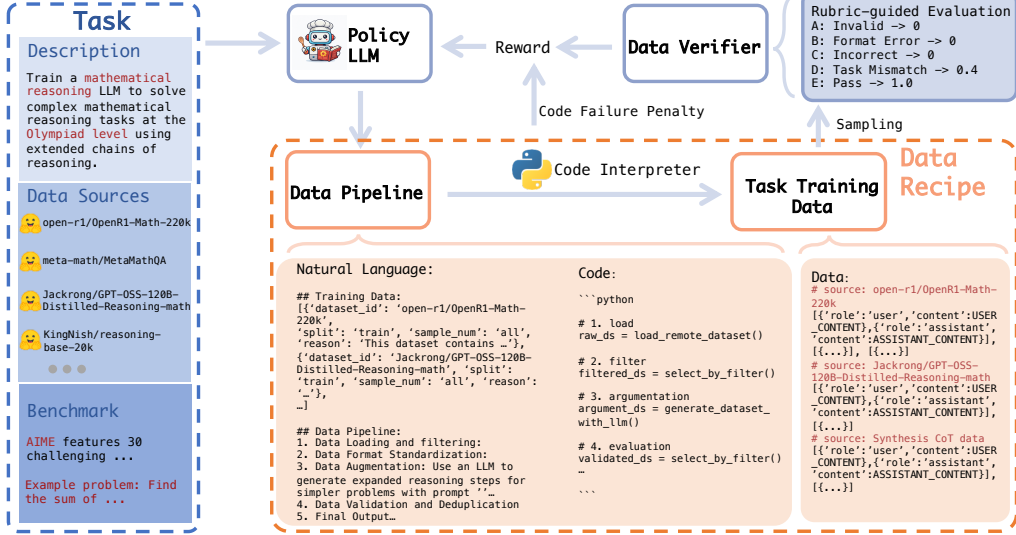 Task
Description
Train a mathematical
reasoning LLM to solve
complex mathematical
reasoning tasks at the
Olympiad level using
extended chains of
reasoning.
Data Sources
open-r1/OpenR1-Math-220k
meta-math/MetaMathQA
Jackrong/GPT-OSS-120B-
Distilled-Reasoning-math
KingNish/reasoning-
base-20k
Benchmark
AIME features 30
challenging ...
Example problem: Find
the sum of ...
Policy
LLM
Reward
Data Verifier
Rubric-guided Evaluation
A: Invalid -> 0
B: Format Error -> 0
C: Incorrect -> 0
D: Task Mismatch -> 0.4
E: Pass -> 1.0
Code Failure Penalty
Sampling
Data Pipeline
Code Interpreter
Task Training
Data
Data
Recipe
Natural Language:
## Training Data:
[{‘dataset_id’: ‘open-r1/OpenR1-Math-
220k’,
‘split’: ‘train’, ‘sample_num’: ‘all’,
‘reason’: ‘This dataset contains …’},
{‘dataset_id’: ‘Jackrong/GPT-OSS-120B-
Distilled-Reasoning-math’, ‘split’:
‘train’, ‘sample_num’: ‘all’, ‘reason’:
‘…’},
…]
## Data Pipeline:
1. Data Loading and filtering:
2. Data Format Standardization:
3. Data Augmentation: Use an LLM to
generate expanded reasoning steps for
simpler problems with prompt ‘’…
4. Data Validation and Deduplication
5. Final Output…
Code:
```python
# 1. load
raw_ds = load_remote_dataset()
# 2. filter
filtered_ds = select_by_filter()
# 3. argumentation
argument_ds = generate_dataset_
with_llm()
# 4. evaluation
validated_ds = select_by_filter()
…
```
Data:
# source: open-r1/OpenR1-Math-
220k
[{‘role’:’user’,’content’:USER
_CONTENT},{‘role’:’assistant’,
’content’:ASSISTANT_CONTENT}],
[{...}], [{...}]
# source: Jackrong/GPT-OSS-
120B-Distilled-Reasoning-math
[{‘role’:’user’,’content’:USER
_CONTENT},{‘role’:’assistant’,
’content’:ASSISTANT_CONTENT}],
[{...}]
# source: Synthesis CoT data
[{‘role’:’user’,’content’:USER
_CONTENT},{‘role’:’assistant’,
’content’:ASSISTANT_CONTENT}],
[{...}]